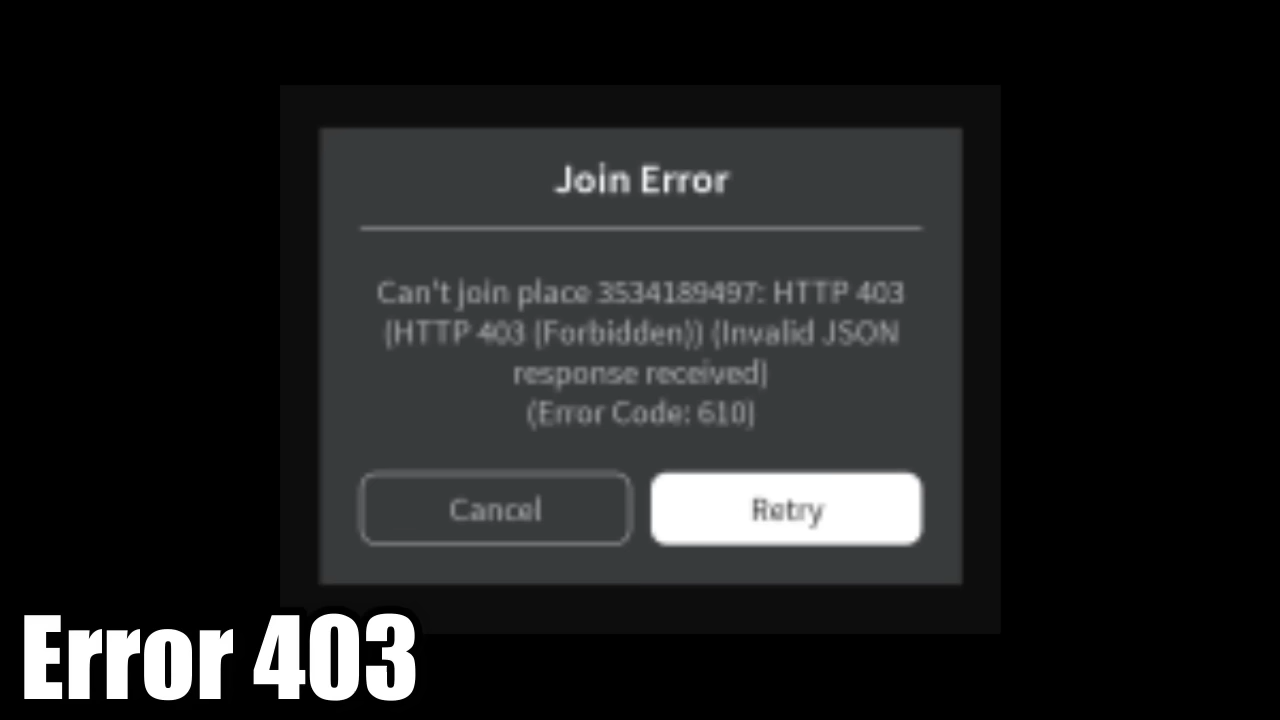 Join Error
Can't join place 3534189497: HTTP 403
(HTTP 403 (Forbidden)) (Invalid JSON
response received)
(Error Code: 610)
Cancel
Retry
Error 403